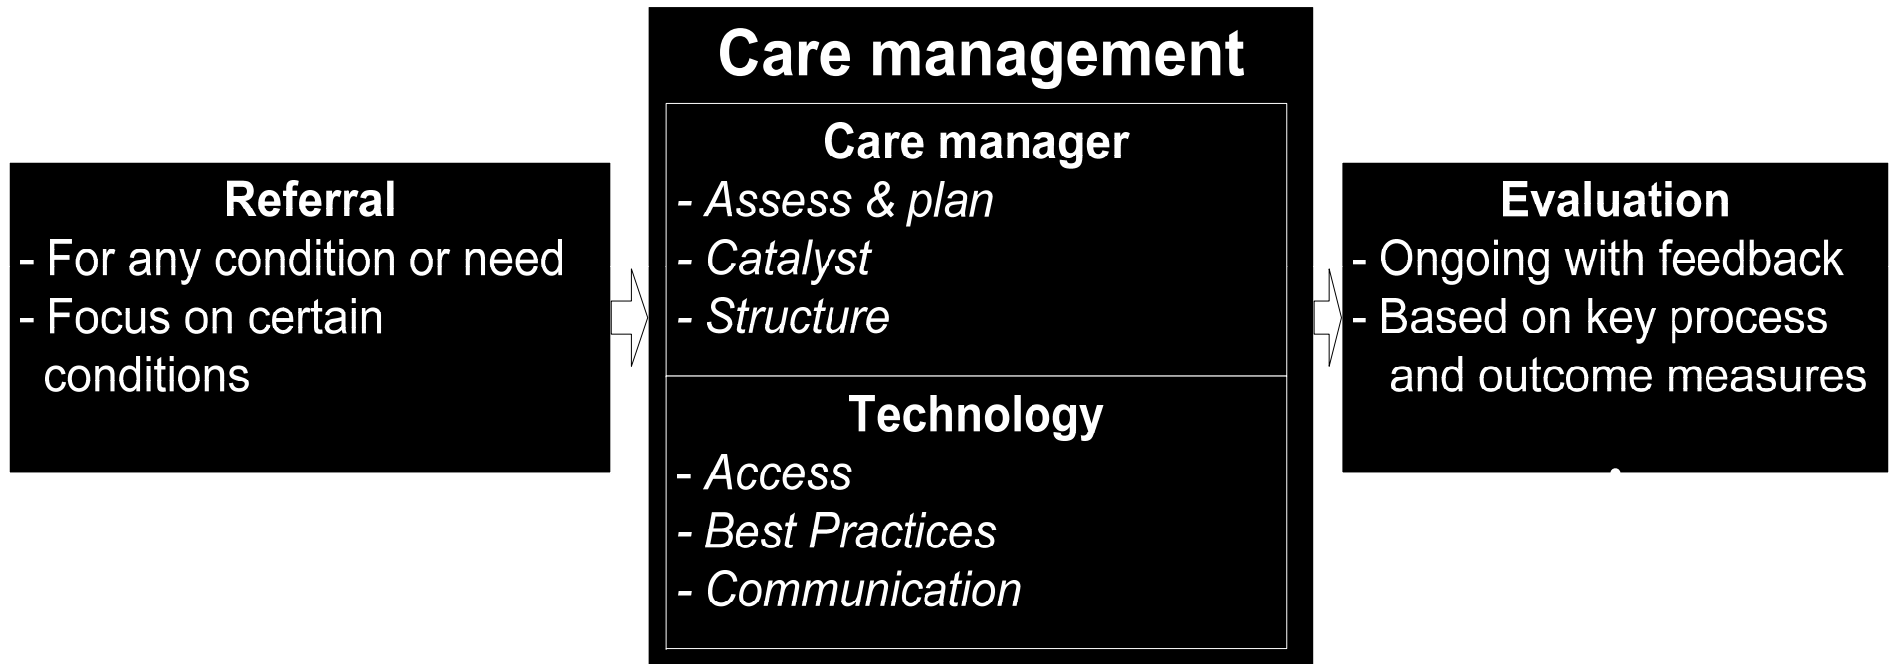 Referral
- For any condition or need
- Focus on certain
conditions
Care management
Care manager
- Assess & plan
- Catalyst
- Structure
Technology
- Access
- Best Practices
- Communication
Evaluation
- Ongoing with feedback
- Based on key process
and outcome measures
.